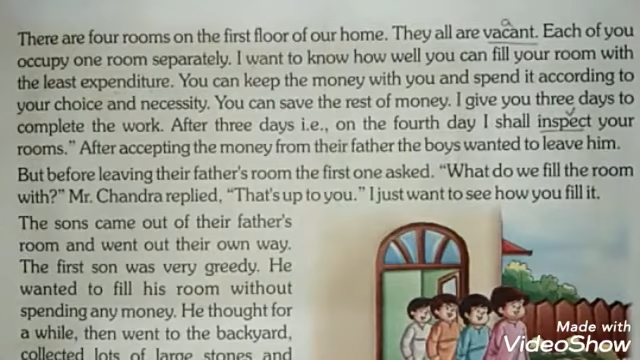 There are four rooms on the first floor of our home. They all are vacant. Each of you
occupy one room separately. I want to know how well you can fill your room with
the least expenditure. You can keep the money with you and spend it according to
your choice and necessity. You can save the rest of money. I give you three days to
complete the work. After three days i.e., on the fourth day I shall inspect your
rooms." After accepting the money from their father the boys wanted to leave him.
But before leaving their father's room the first one asked. "What do we fill the room
with?" Mr. Chandra replied, "That's up to you." I just want to see how you fill it.
The sons came out of their father's
room and went out their own way.
The first son was very greedy. He
wanted to fill his room without
spending any money. He thought for
a while, then went to the backyard,
collected lots of large stones and
Made with
VideoShow